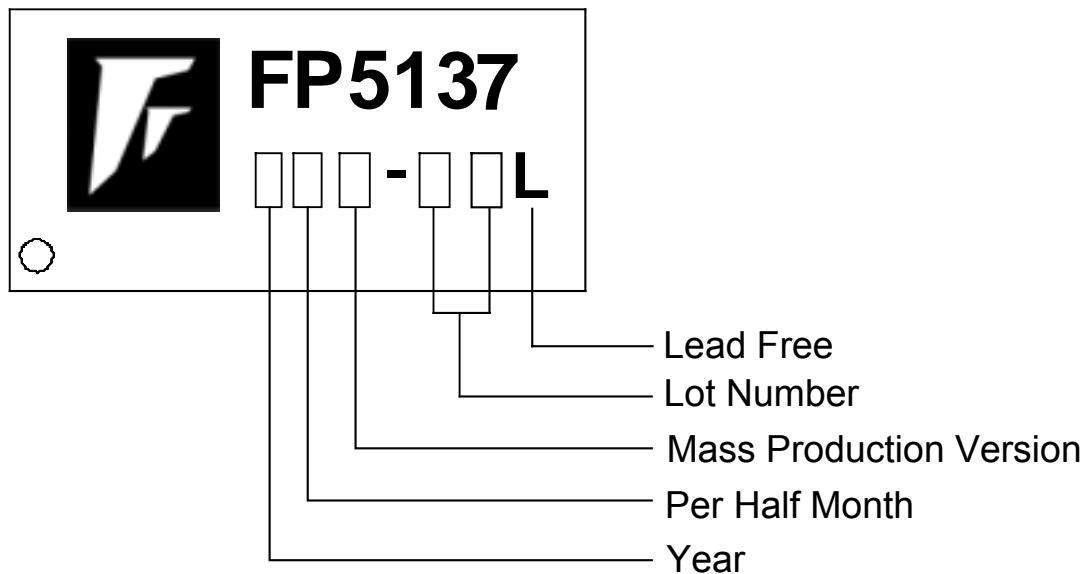 FP5137
-L
Lead Free
Lot Number
Mass Production Version
Per Half Month
Year